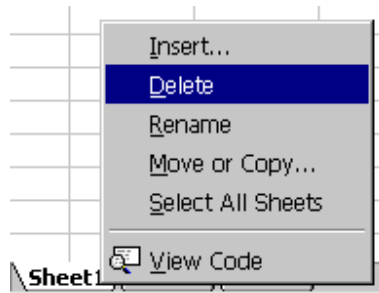 Insert...
Delete
Rename
Move or Copy...
Select All Sheets
View Code
Sheet1